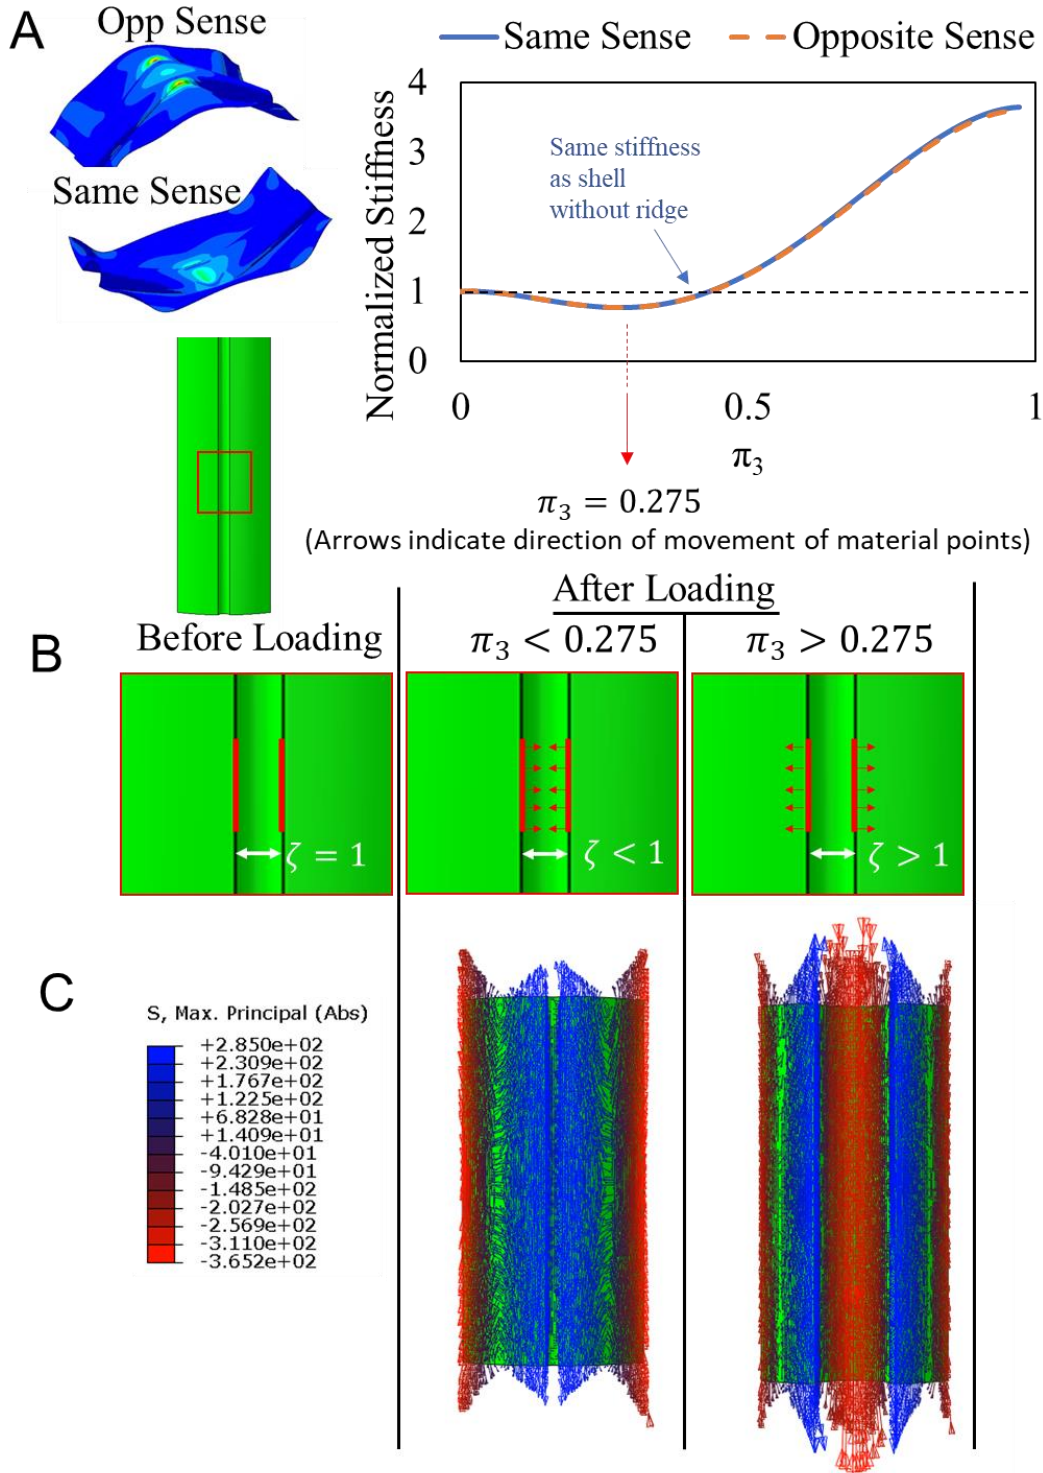 A
Opp Sense
Same Sense
Same Sense
Opposite Sense
Normalized Stiffness
4
3
2
1
0
Same stiffness
as shell
without ridge
0
0.5
1
π₃
π₃ = 0.275
(Arrows indicate direction of movement of material points)
After Loading
B
Before Loading
π₃ < 0.275
π₃ > 0.275
ζ = 1
ζ < 1
ζ > 1
C
S, Max. Principal (Abs)
+2.850e+02
+2.309e+02
+1.767e+02
+1.225e+02
+6.828e+01
+1.409e+01
-4.010e+01
-9.429e+01
-1.485e+02
-2.027e+02
-2.569e+02
-3.110e+02
-3.652e+02